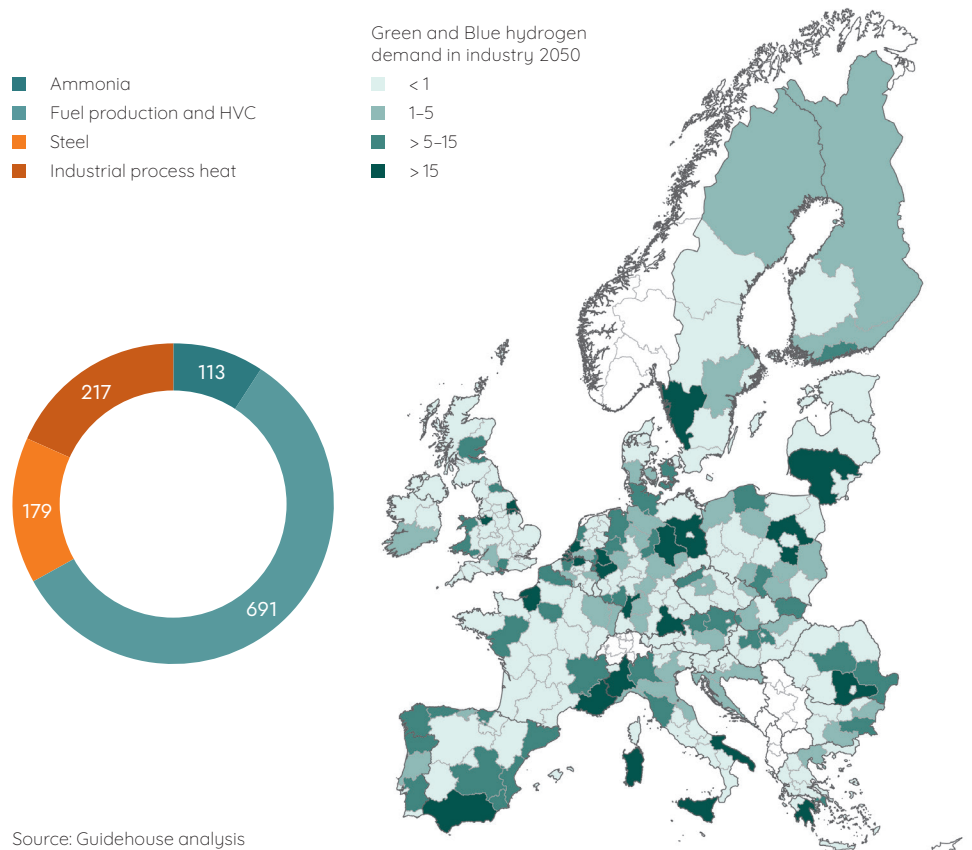 Green and Blue hydrogen
demand in industry 2050
Ammonia
Fuel production and HVC
Steel
Industrial process heat
< 1
1–5
> 5–15
> 15
113
217
179
691
Source: Guidehouse analysis